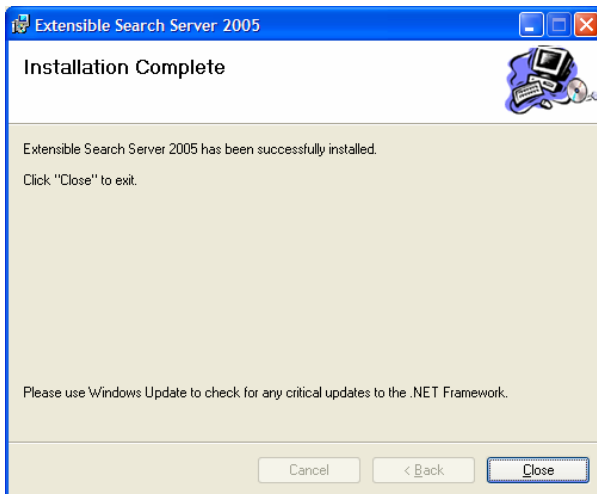 Extensible Search Server 2005
Installation Complete
Extensible Search Server 2005 has been successfully installed.
Click "Close" to exit.
Please use Windows Update to check for any critical updates to the .NET Framework.
Cancel < Back Close